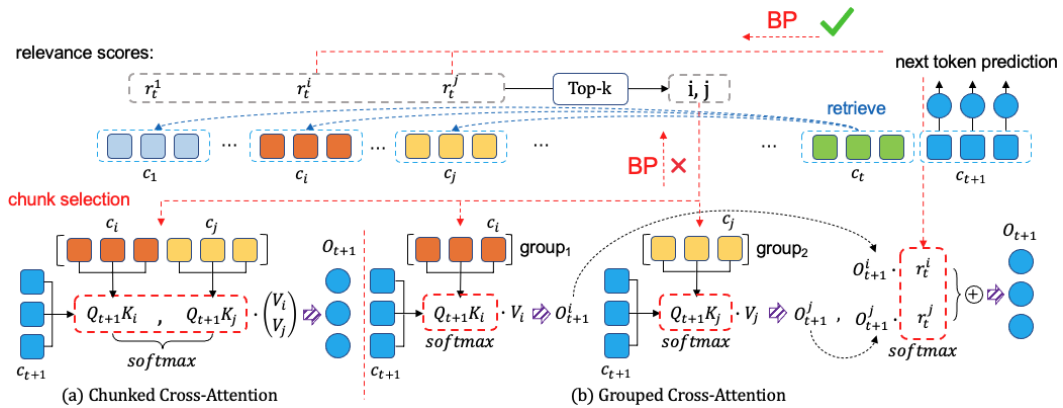 BP
relevance scores:
next token prediction
r_t^1 r_t^i r_t^j Top-k i, j
retrieve
... ... ... ...
c_1 c_i c_j BP c_t c_{t+1}
chunk selection
c_i c_j O_{t+1} c_i group_1 c_j group_2 O_{t+1}
O_{t+1}^i · r_t^i
Q_{t+1}K_i , Q_{t+1}K_j · (V_i V_j) Q_{t+1}K_i · V_i O_{t+1}^i Q_{t+1}K_j · V_j O_{t+1}^j , O_{t+1}^j · r_t^j
softmax softmax softmax softmax
c_{t+1} c_{t+1} c_{t+1}
(a) Chunked Cross-Attention (b) Grouped Cross-Attention